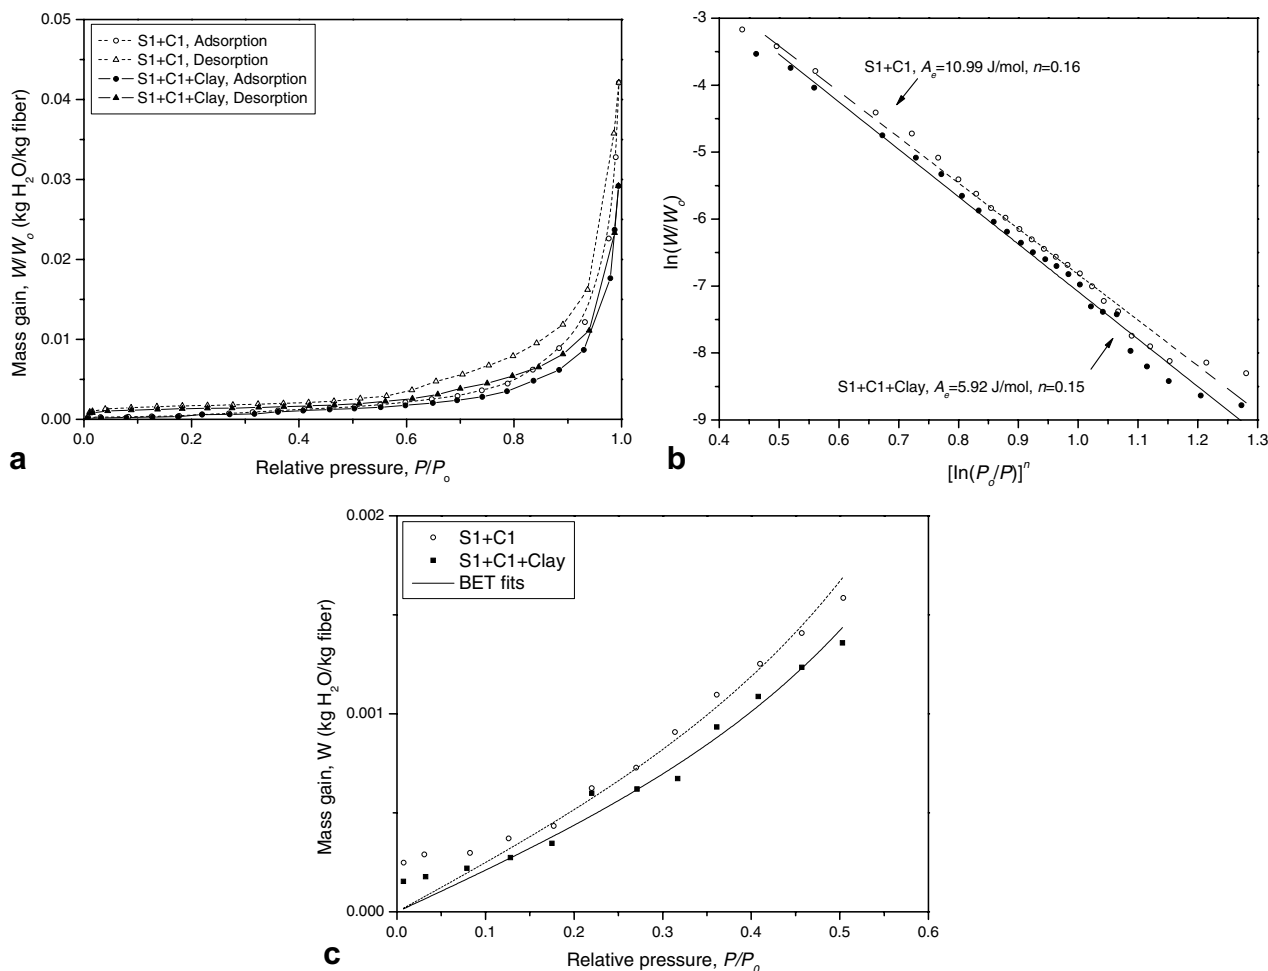 0.05
0.04
0.03
0.02
0.01
0.00
Mass gain, W/Wo (kg H2O/kg fiber)
S1+C1, Adsorption
S1+C1, Desorption
S1+C1+Clay, Adsorption
S1+C1+Clay, Desorption
0.0 0.2 0.4 0.6 0.8 1.0
Relative pressure, P/Po
a
-3
-4
-5
-6
-7
-8
-9
ln(W/Wo)
S1+C1, Ae=10.99 J/mol, n=0.16
S1+C1+Clay, Ae=5.92 J/mol, n=0.15
0.4 0.5 0.6 0.7 0.8 0.9 1.0 1.1 1.2 1.3
[ln(Po/P)]n
b
0.002
0.001
0.000
Mass gain, W (kg H2O/kg fiber)
S1+C1
S1+C1+Clay
BET fits
0.0 0.1 0.2 0.3 0.4 0.5 0.6
Relative pressure, P/P0
c